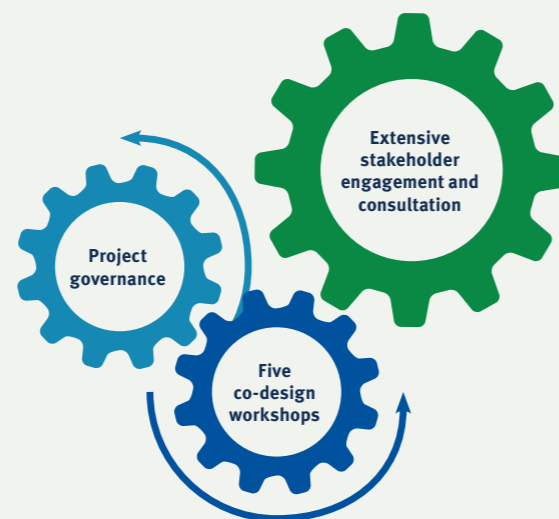 Extensive
stakeholder
engagement and
consultation
Project
governance
Five
co-design
workshops